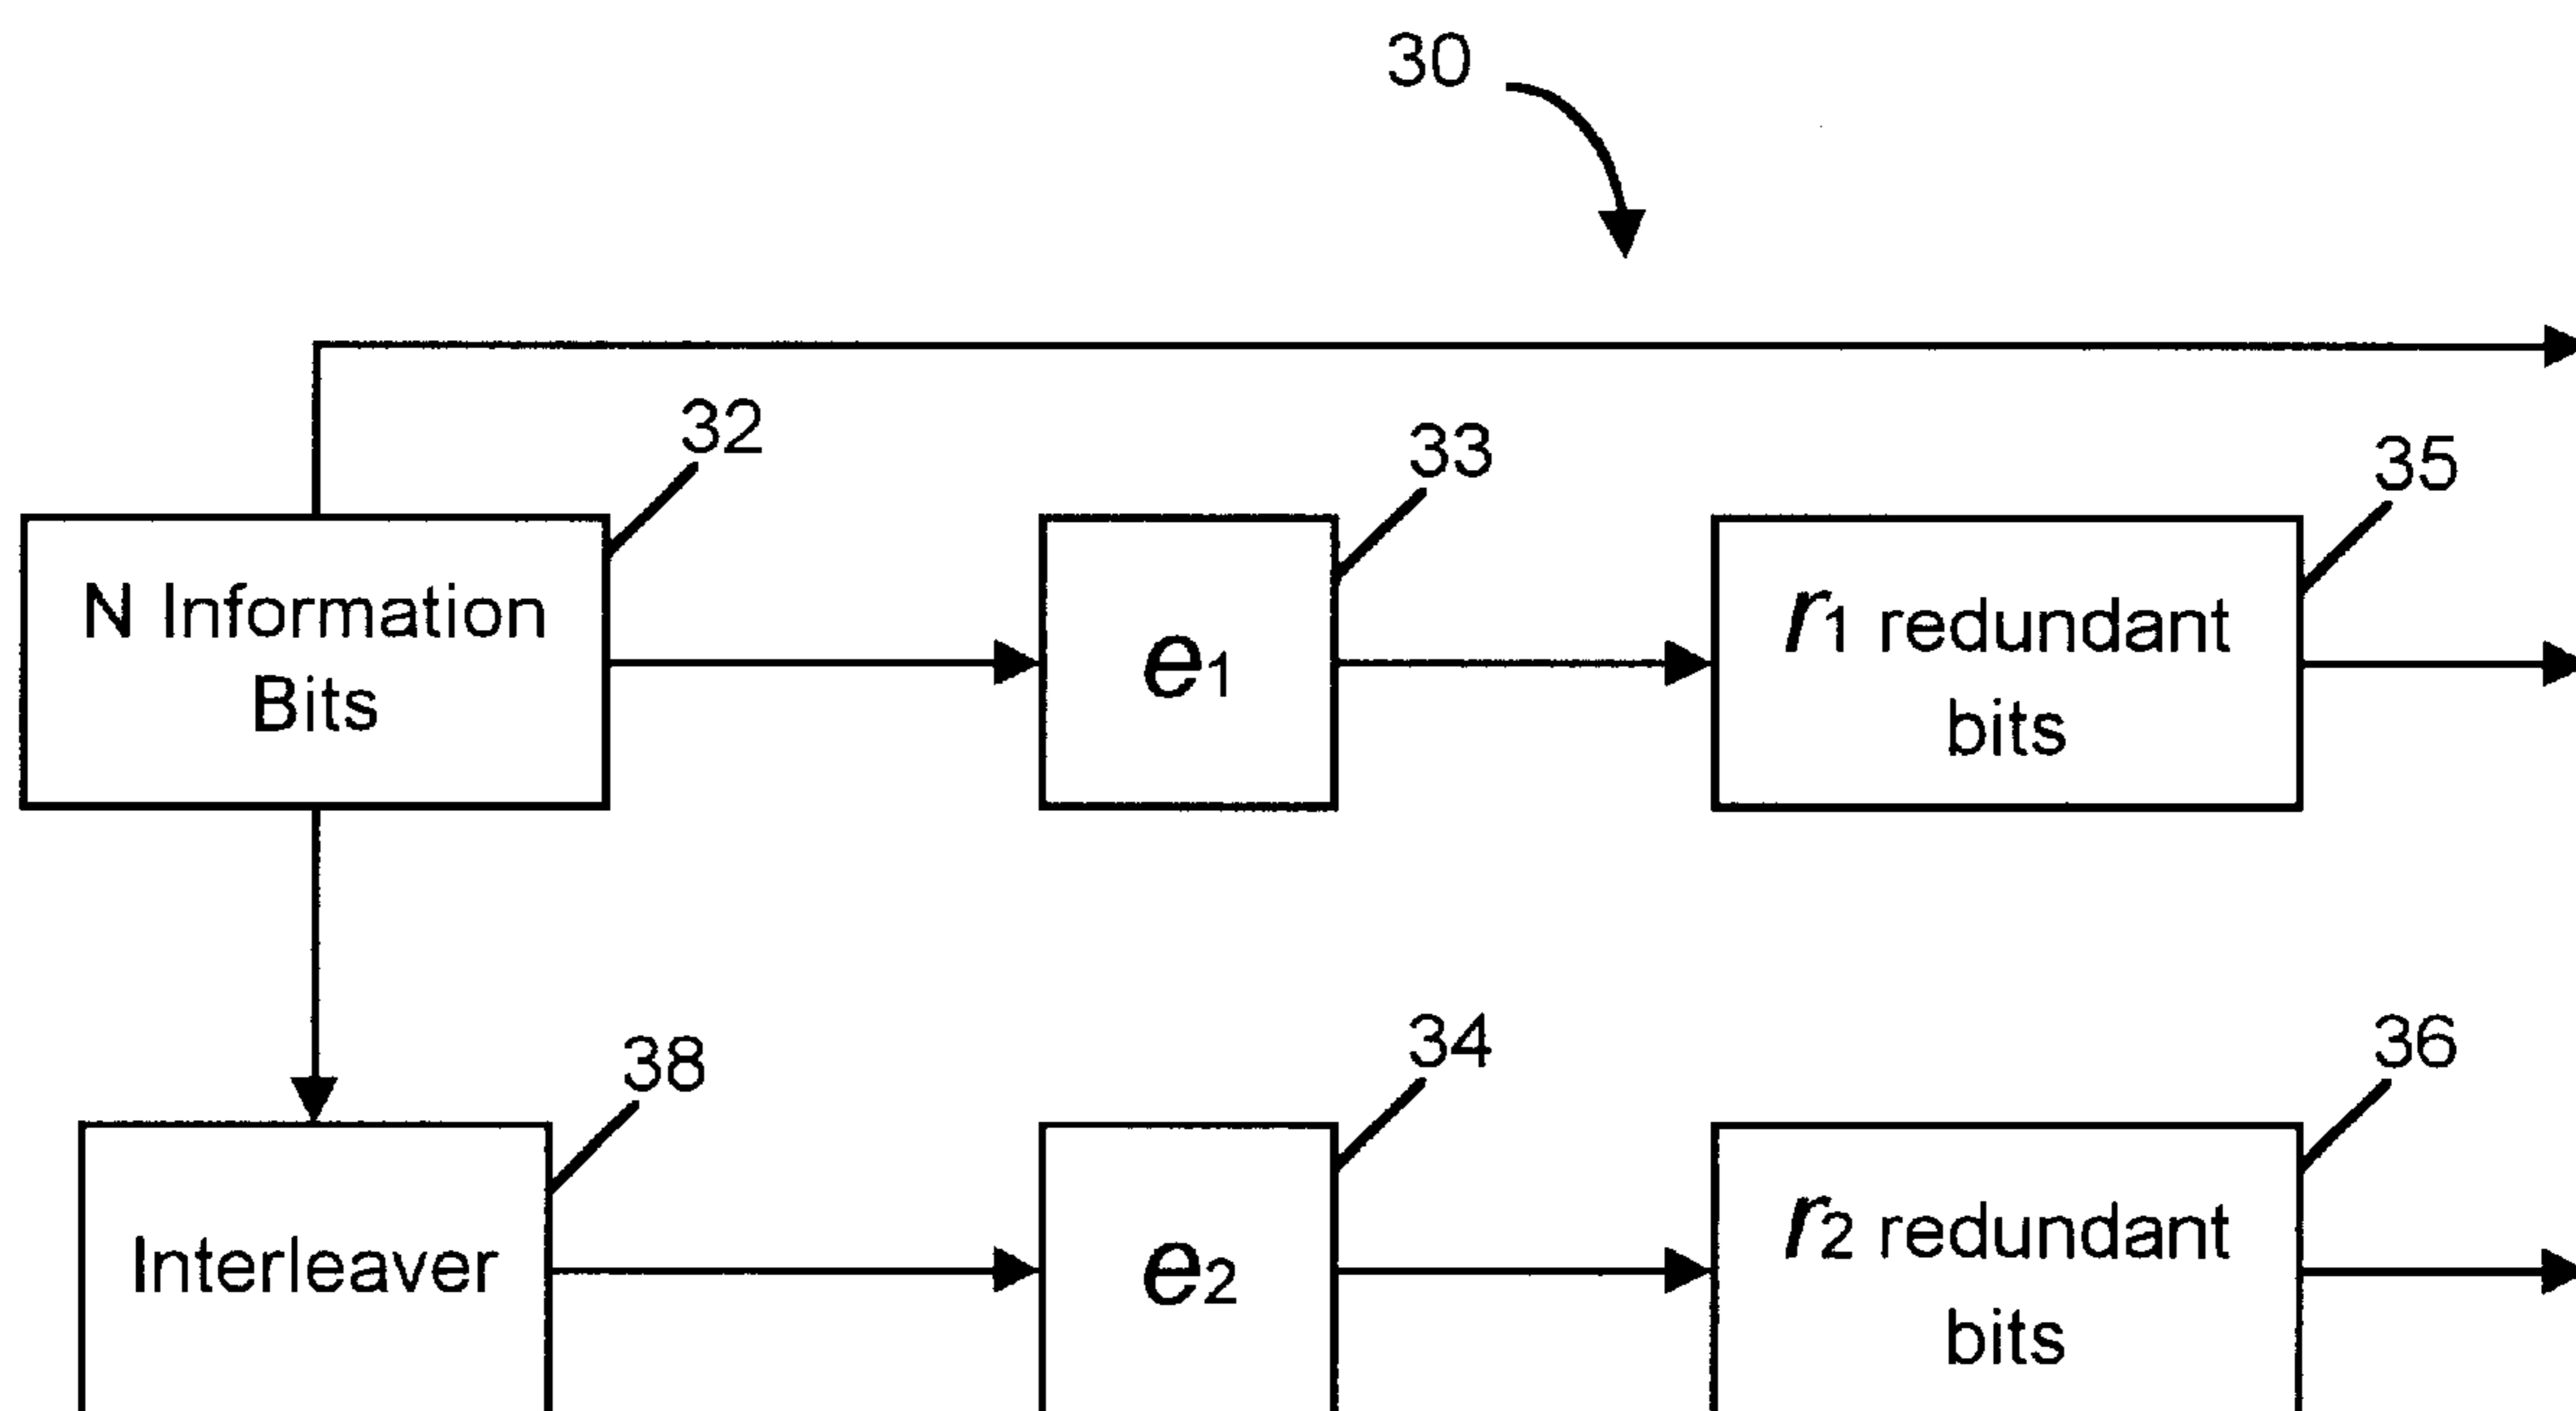 30
32
33
35
N Information
Bits
e1
r1 redundant
bits
38
34
36
Interleaver
e2
r2 redundant
bits